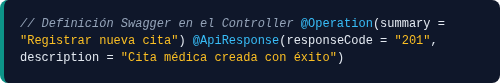 // Definición Swagger en el Controller @Operation(summary =
"Registrar nueva cita") @ApiResponse(responseCode = "201",
description = "Cita médica creada con éxito")